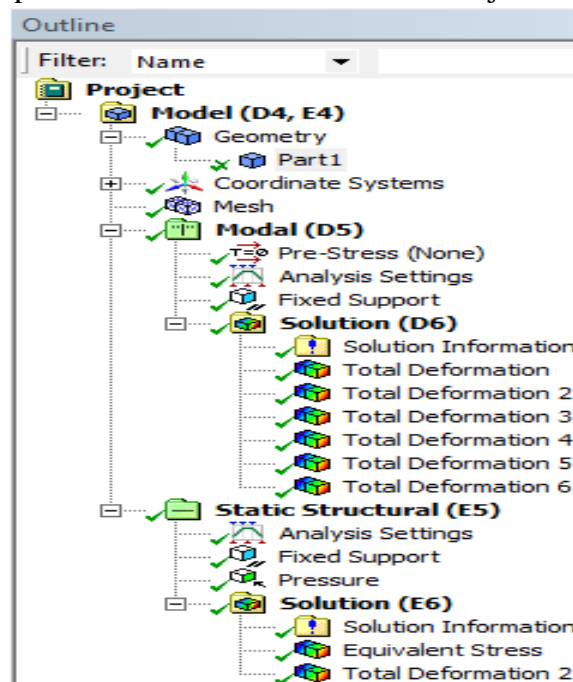 Outline
Filter: Name
Project
Model (D4, E4)
Geometry
Part1
Coordinate Systems
Mesh
Modal (D5)
T=0 Pre-Stress (None)
Analysis Settings
Fixed Support
Solution (D6)
Solution Information
Total Deformation
Total Deformation 2
Total Deformation 3
Total Deformation 4
Total Deformation 5
Total Deformation 6
Static Structural (E5)
Analysis Settings
Fixed Support
Pressure
Solution (E6)
Solution Information
Equivalent Stress
Total Deformation 2